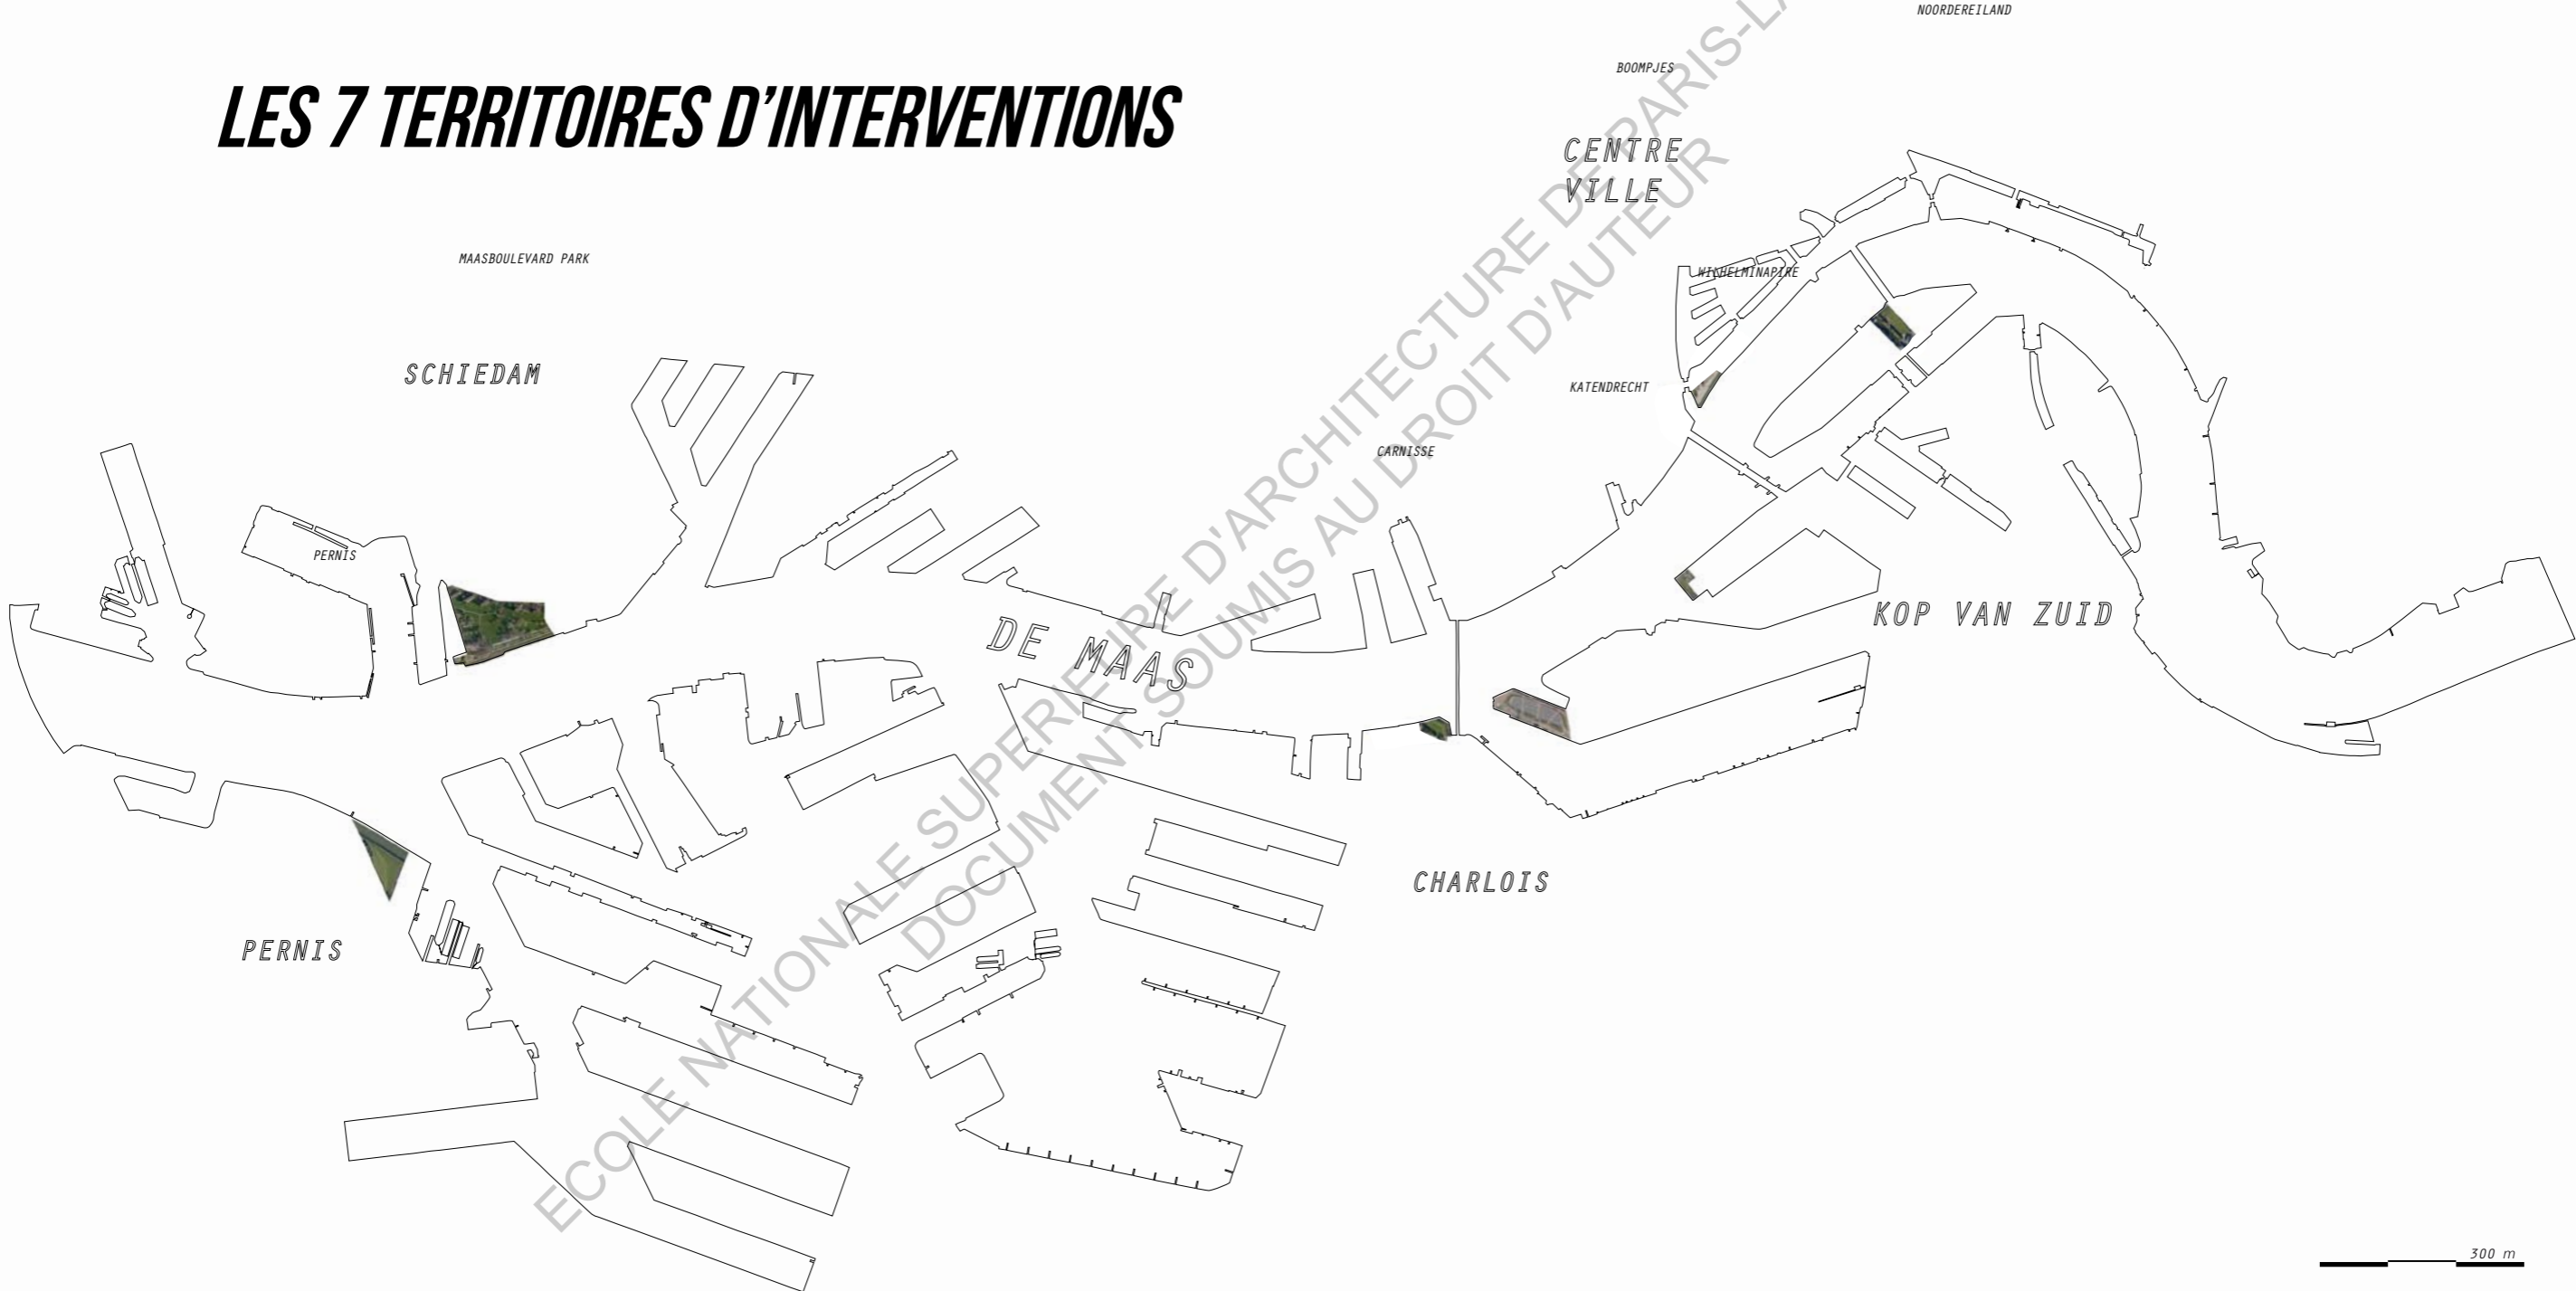 NOORDEREILAND
BOOMPJES
LES 7 TERRITOIRES D'INTERVENTIONS
CENTRE
VILLE
MAASBOULEVARD PARK
WILHELMINAPIRE
SCHIEDAM
KATENDRECHT
CARNISSE
PERNIS
KOP VAN ZUID
DE MAAS
CHARLOIS
PERNIS
300 m
ECOLE NATIONALE SUPERIEURE D'ARCHITECTURE DE PARIS-LA
DOCUMENT SOUMIS AU DROIT D'AUTEUR